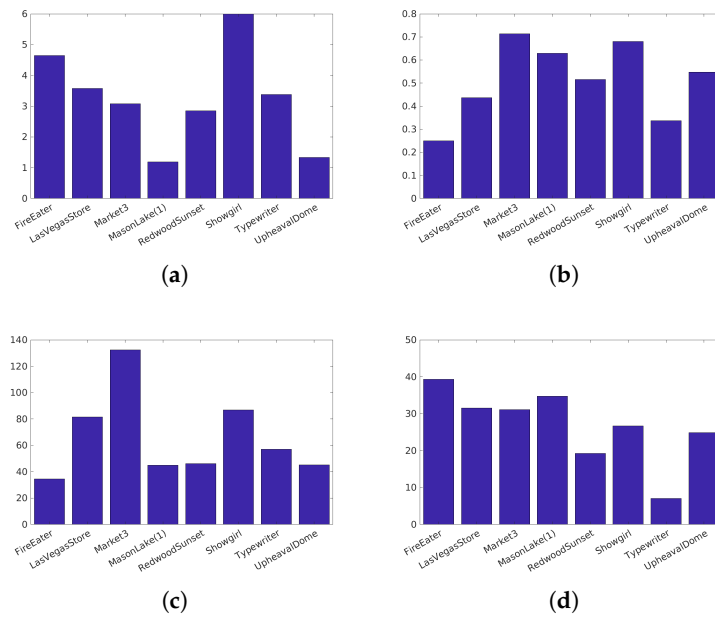 6
5
4
3
2
1
0
FireEater
LasVegasStore
Market3
MasonLake(1)
RedwoodSunset
Showgirl
Typewriter
UpheavalDome
(a)
0.8
0.7
0.6
0.5
0.4
0.3
0.2
0.1
0
FireEater
LasVegasStore
Market3
MasonLake(1)
RedwoodSunset
Showgirl
Typewriter
UpheavalDome
(b)
140
120
100
80
60
40
20
0
FireEater
LasVegasStore
Market3
MasonLake(1)
RedwoodSunset
Showgirl
Typewriter
UpheavalDome
(c)
50
40
30
20
10
0
FireEater
LasVegasStore
Market3
MasonLake(1)
RedwoodSunset
Showgirl
Typewriter
UpheavalDome
(d)